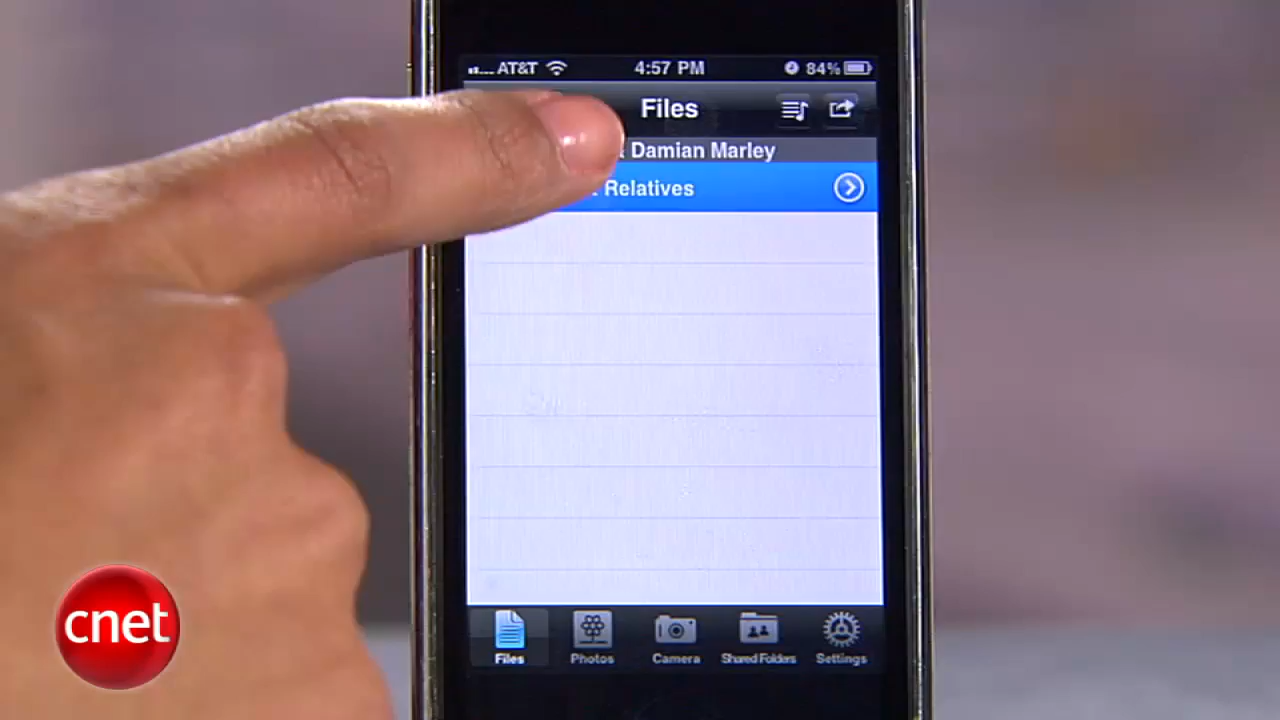 AT&T 4:57 PM 84%
Files
Damian Marley
Relatives
Files Photos Camera Shared Folders Settings
cnet